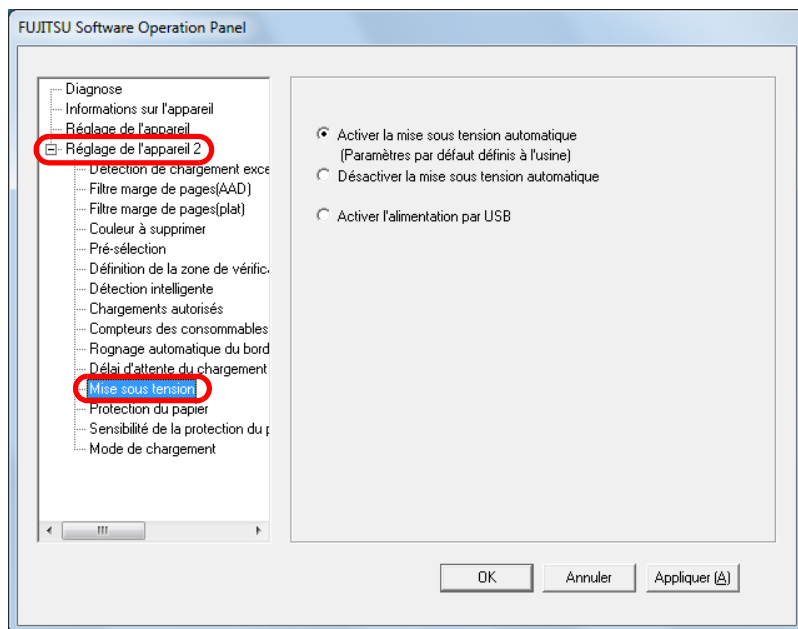 FUJITSU Software Operation Panel
Diagnose
Informations sur l'appareil
Réglage de l'appareil
Réglage de l'appareil 2
Détection de chargement exce
Filtre marge de pages(AAD)
Filtre marge de pages(plat)
Couleur à supprimer
Pré-sélection
Définition de la zone de vérific
Détection intelligente
Chargements autorisés
Compteurs des consommables
Rognage automatique du bord
Délai d'attente du chargement
Mise sous tension
Protection du papier
Sensibilité de la protection du p
Mode de chargement
Activer la mise sous tension automatique
(Paramètres par défaut définis à l'usine)
Désactiver la mise sous tension automatique
Activer l'alimentation par USB
OK
Annuler
Appliquer (A)